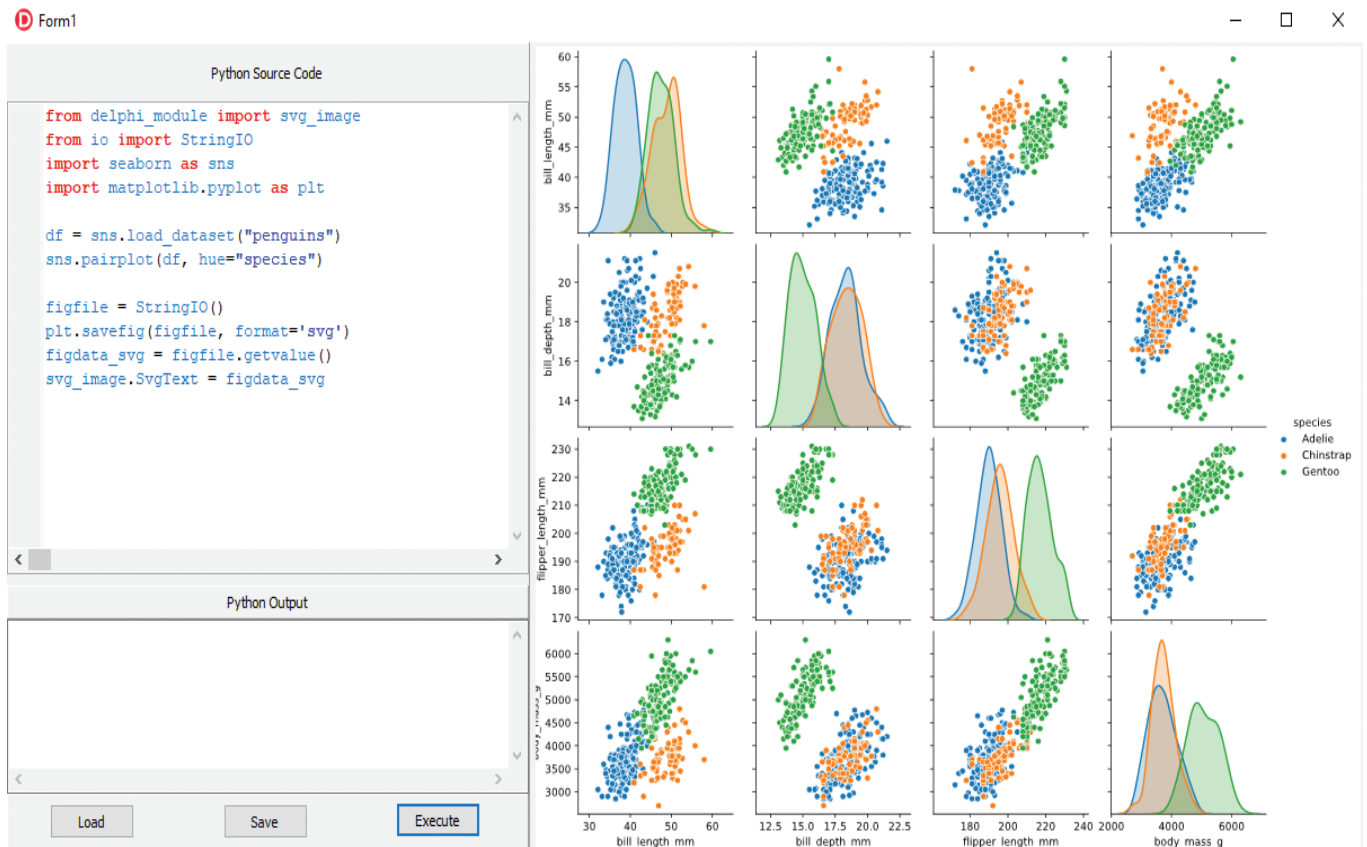 Form1
Python Source Code
from delphi_module import svg_image
from io import StringIO
import seaborn as sns
import matplotlib.pyplot as plt
df = sns.load_dataset("penguins")
sns.pairplot(df, hue="species")
figfile = StringIO()
plt.savefig(figfile, format='svg')
figdata_svg = figfile.getvalue()
svg_image.SvgText = figdata_svg
Python Output
Load Save Execute
bill_length_mm
60
55
50
45
40
35
bill_depth_mm
20
18
16
14
flipper_length_mm
230
220
210
200
190
180
170
body_mass_g
6000
5500
5000
4500
4000
3500
3000
30 40 50 60
bill_length_mm
12.5 15.0 17.5 20.0 22.5
bill_depth_mm
180 200 220 240
flipper_length_mm
2000 4000 6000
body_mass_g
species
Adelie
Chinstrap
Gentoo